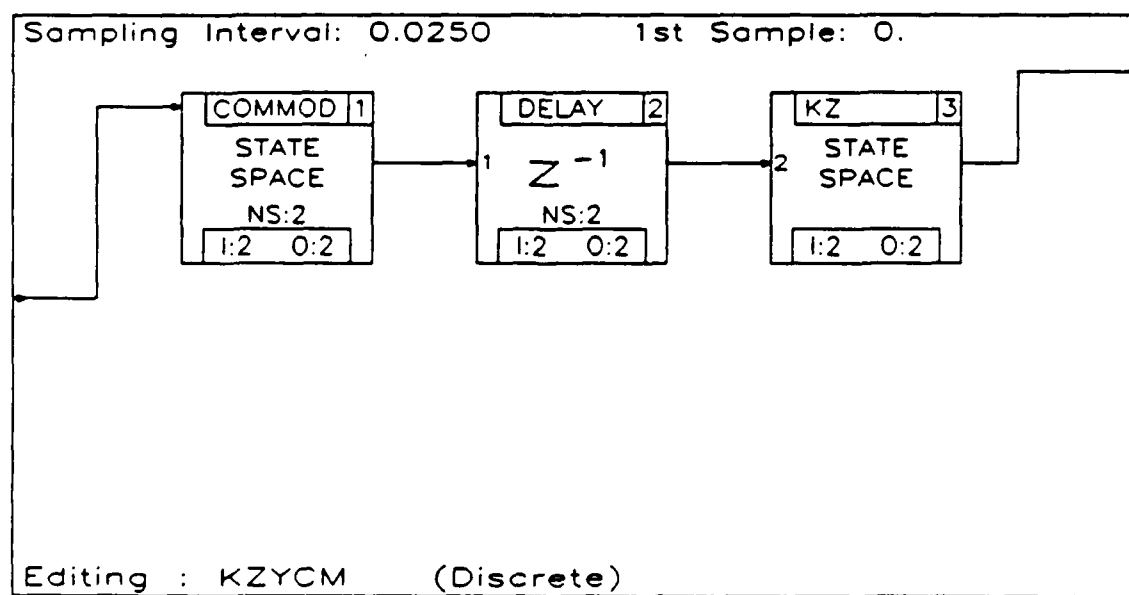 Sampling Interval: 0.0250 1st Sample: 0.
COMMOD 1
STATE
SPACE
NS:2
I:2 O:2
1
DELAY 2
Z⁻¹
NS:2
I:2 O:2
2
KZ 3
STATE
SPACE
I:2 O:2
Editing : KZYCM (Discrete)